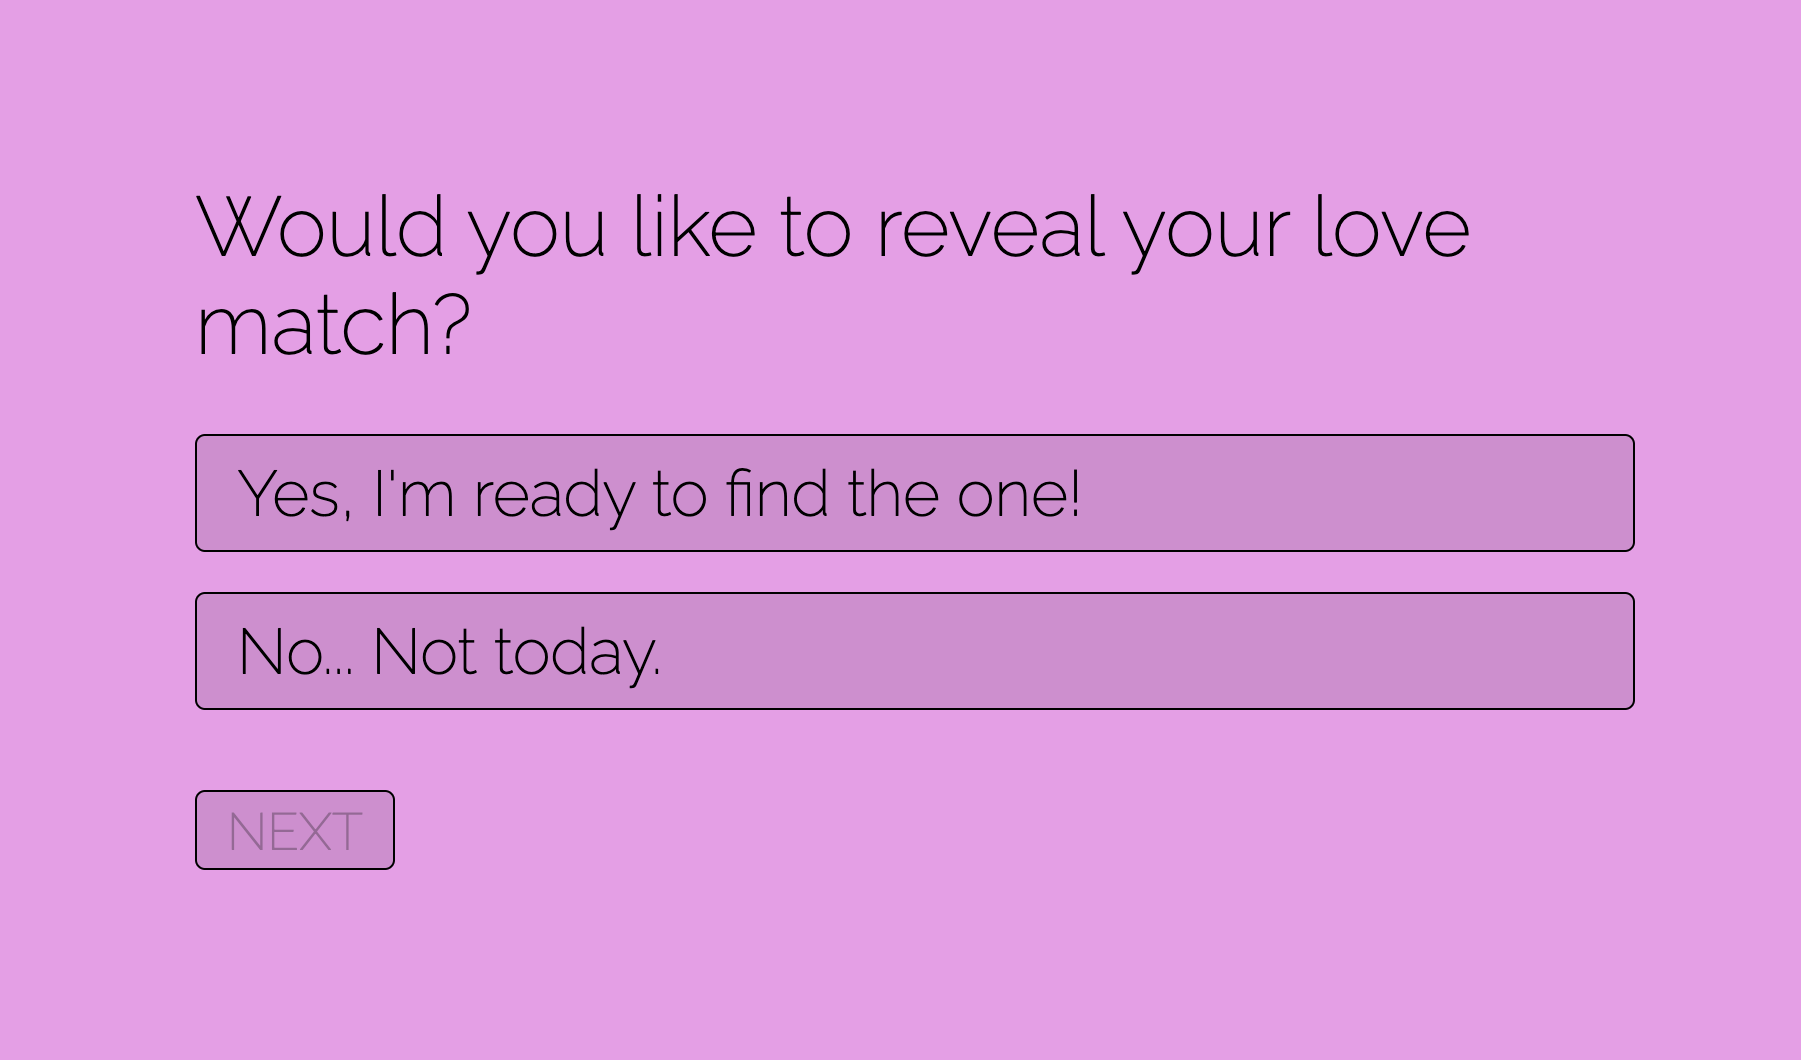 Would you like to reveal your love
match?
Yes, I'm ready to find the one!
No... Not today.
NEXT